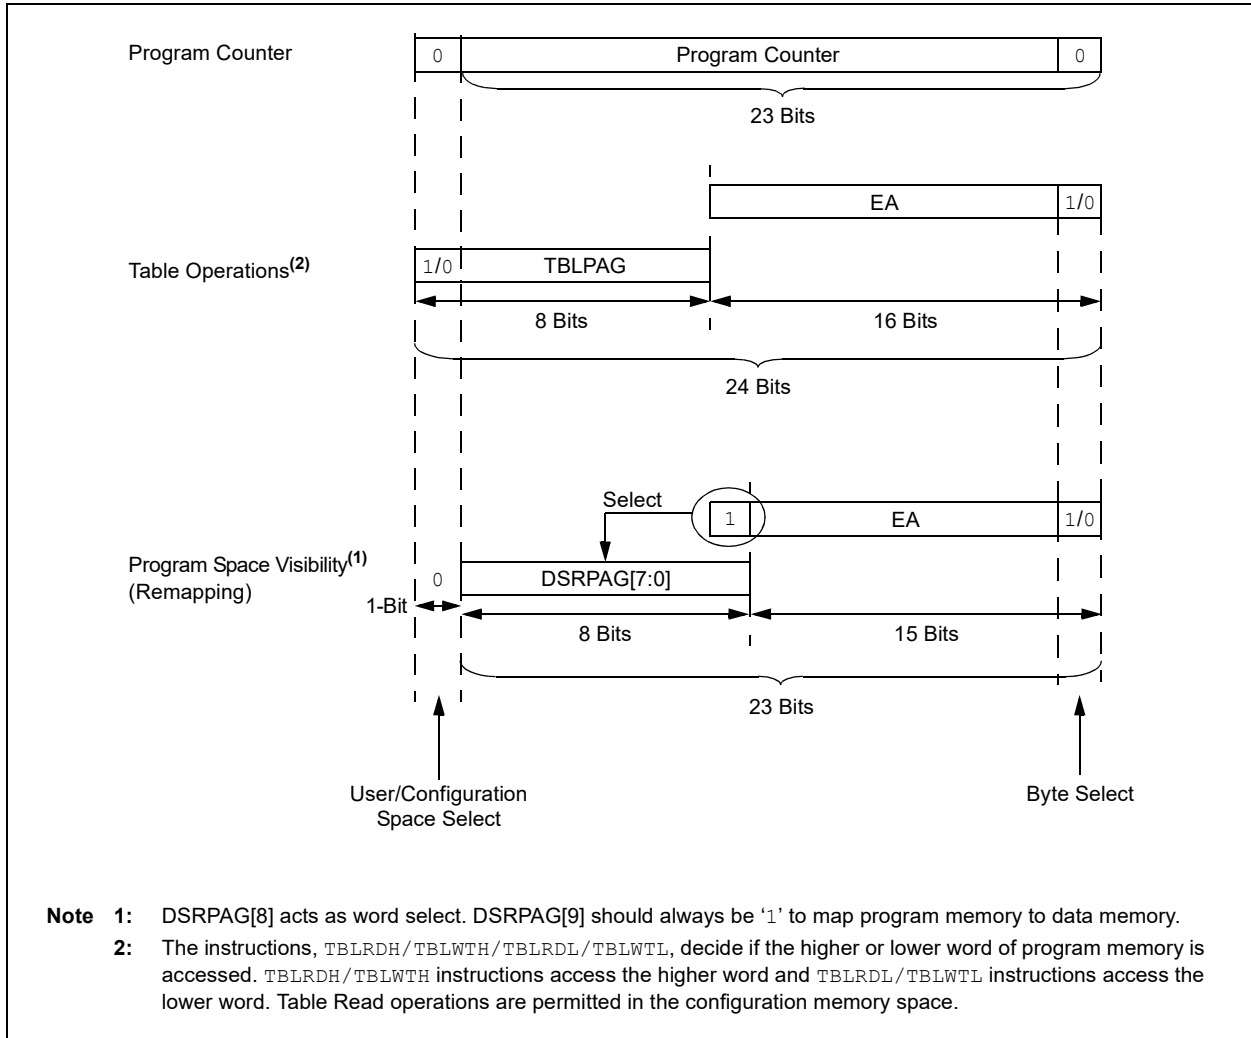 Program Counter
0 Program Counter 0
23 Bits
EA 1/0
Table Operations(2)
1/0 TBLPAG
8 Bits 16 Bits
24 Bits
Select
1 EA 1/0
Program Space Visibility(1)
(Remapping)
0 DSRPAG[7:0]
1-Bit
8 Bits 15 Bits
23 Bits
User/Configuration
Space Select
Byte Select
Note 1: DSRPAG[8] acts as word select. DSRPAG[9] should always be ‘1’ to map program memory to data memory.
2: The instructions, TBLRDH/TBLWTH/TBLRDL/TBLWTL, decide if the higher or lower word of program memory is
accessed. TBLRDH/TBLWTH instructions access the higher word and TBLRDL/TBLWTL instructions access the
lower word. Table Read operations are permitted in the configuration memory space.